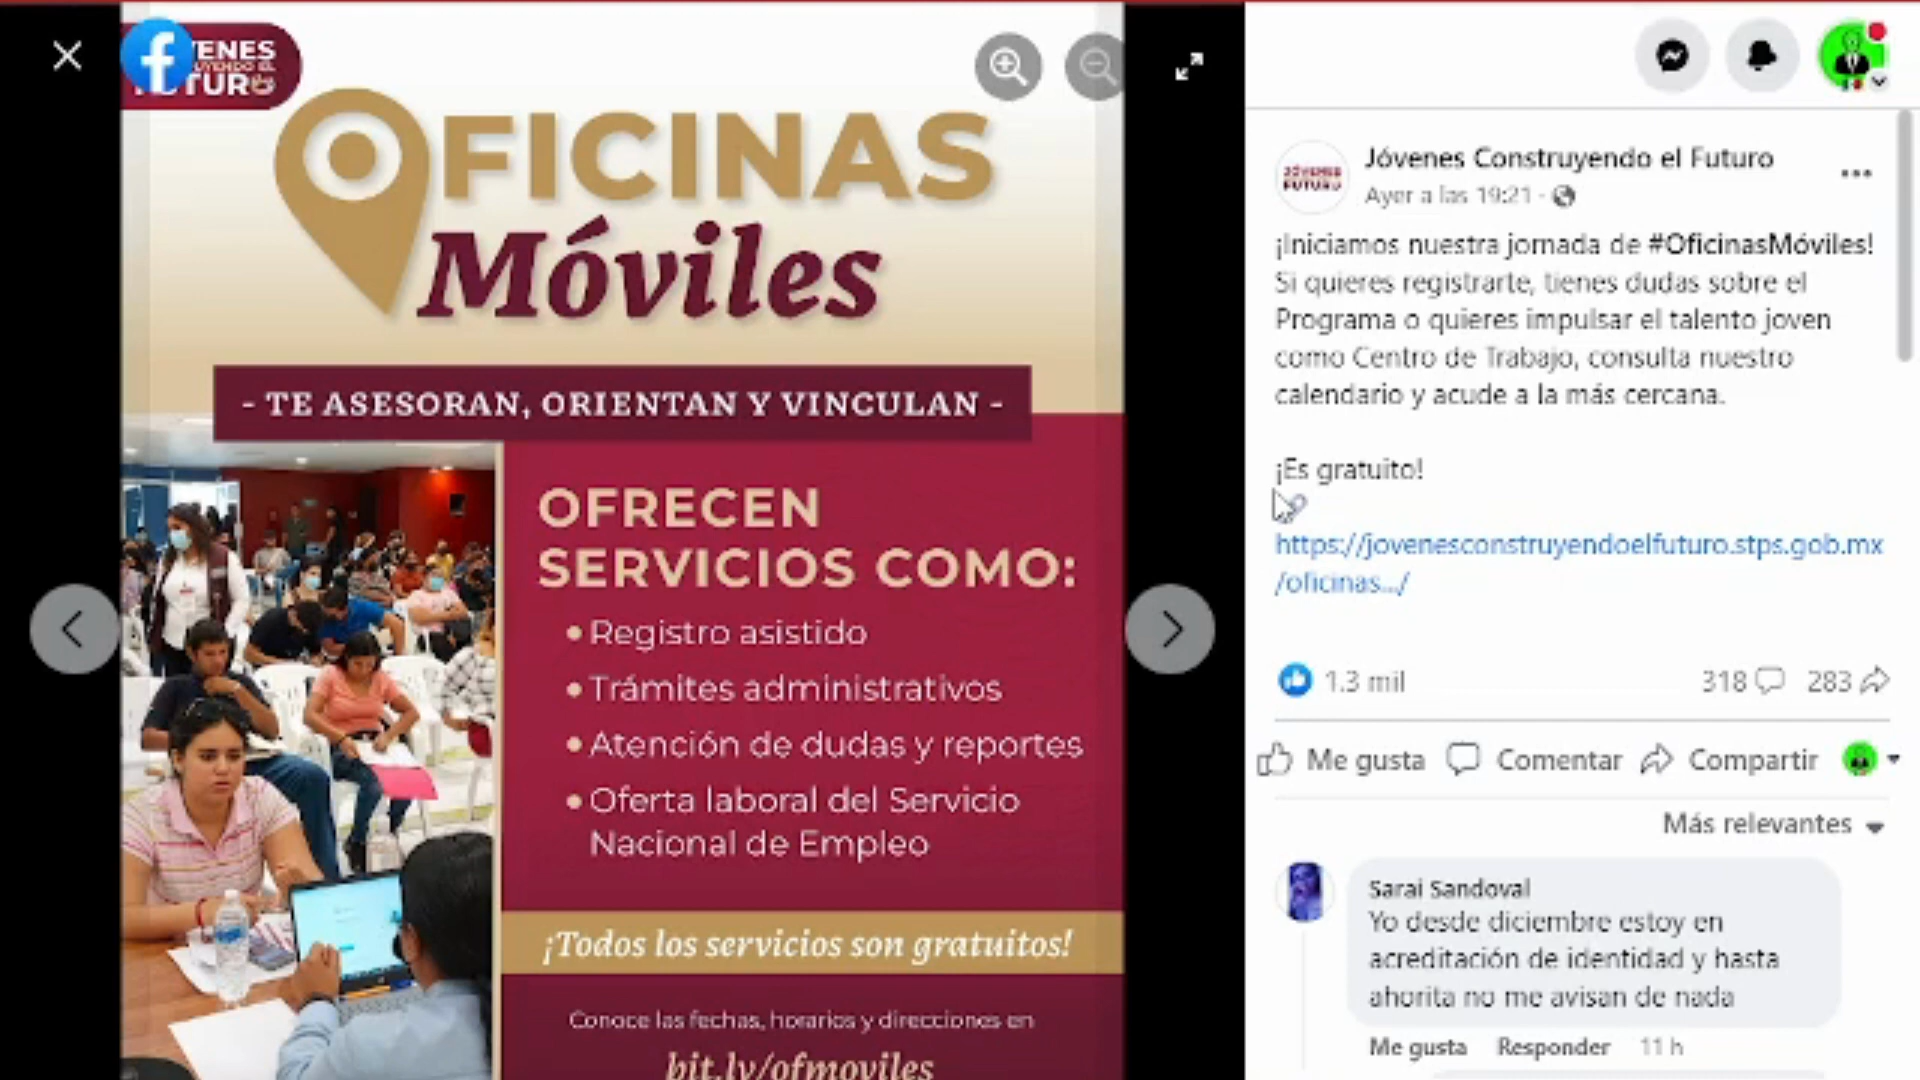 OFICINAS
Móviles
- TE ASESORAN, ORIENTAN Y VINCULAN -
OFRECEN
SERVICIOS COMO:
• Registro asistido
• Trámites administrativos
• Atención de dudas y reportes
• Oferta laboral del Servicio
Nacional de Empleo
¡Todos los servicios son gratuitos!
Conoce las fechas, horarios y direcciones en
bit.ly/ofmoviles
JÓVENES
FUTURO
Jóvenes Construyendo el Futuro
Ayer a las 19:21 ·
¡Iniciamos nuestra jornada de #OficinasMóviles!
Si quieres registrarte, tienes dudas sobre el
Programa o quieres impulsar el talento joven
como Centro de Trabajo, consulta nuestro
calendario y acude a la más cercana.
¡Es gratuito!
https://jovenesconstruyendoelfuturo.stps.gob.mx
/oficinas.../
1.3 mil
318
283
Me gusta
Comentar
Compartir
Más relevantes
Sarai Sandoval
Yo desde diciembre estoy en
acreditación de identidad y hasta
ahorita no me avisan de nada
Me gusta
Responder
11 h